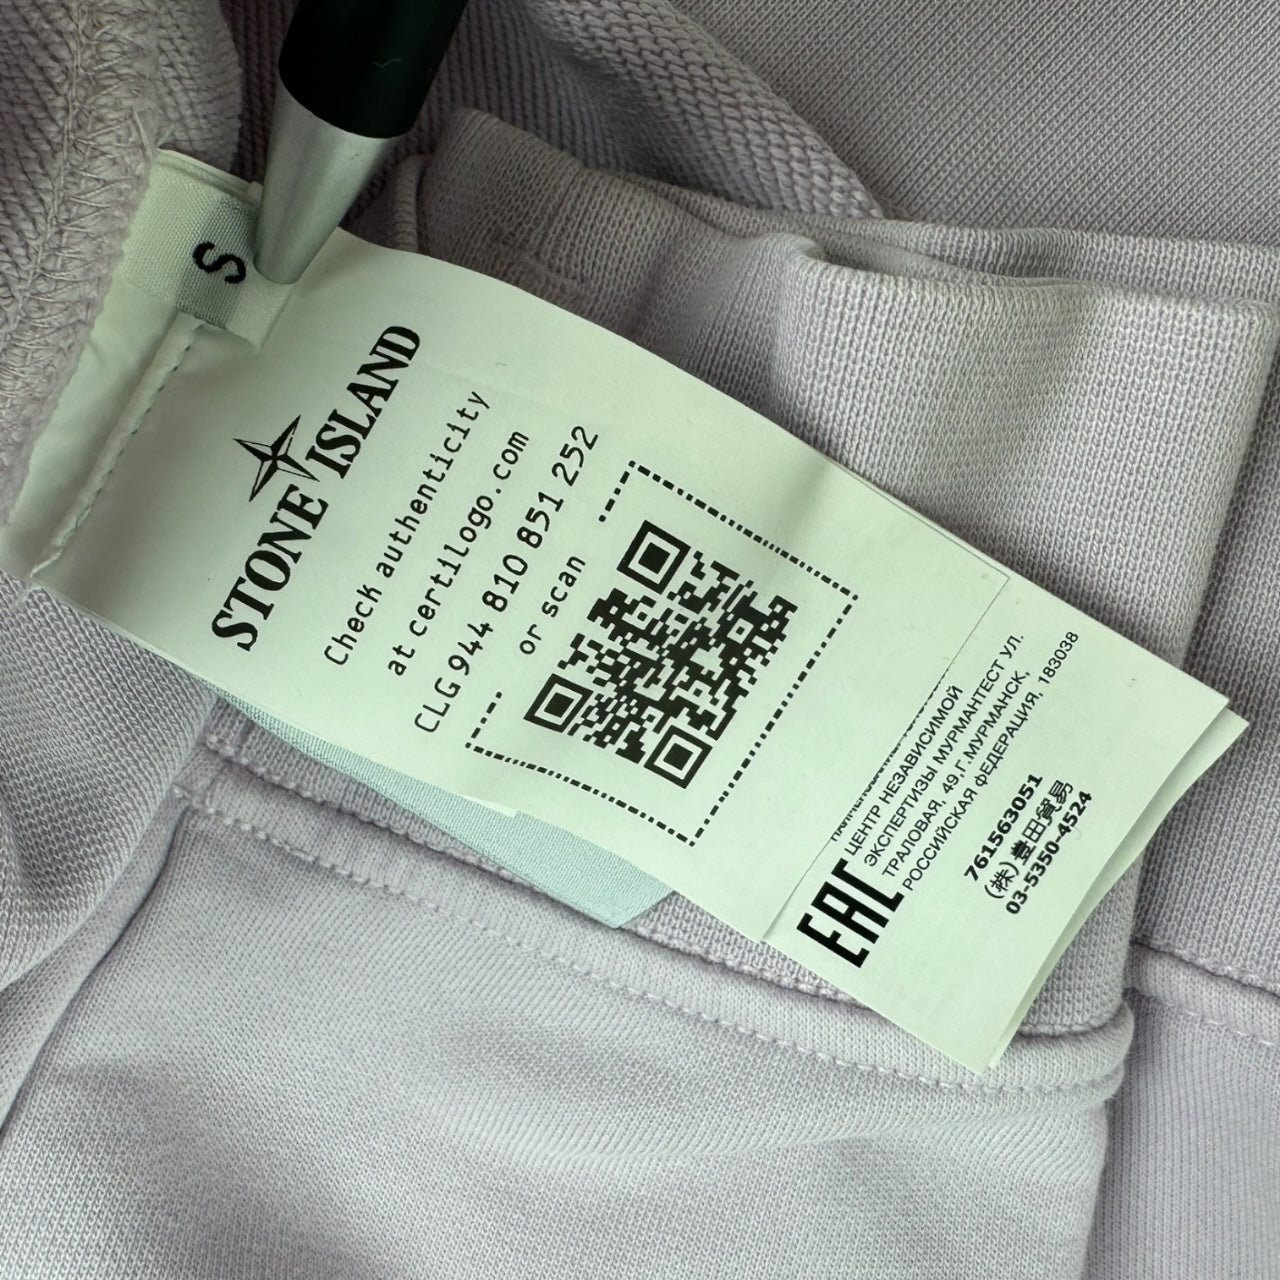 S
STONE ISLAND
Check authenticity
at certilogo.com
CLG 944 810 851 252
or scan
ЦЕНТР НЕЗАВИСИМОЙ
ЭКСПЕРТИЗЫ МУРМАНТЕСТ УЛ.
ТРАЛОВАЯ, 49,Г.МУРМАНСК,
РОССИЙСКАЯ ФЕДЕРАЦИЯ, 183038
EAC
761563051
(株) 豊田貿易
03-5350-4524